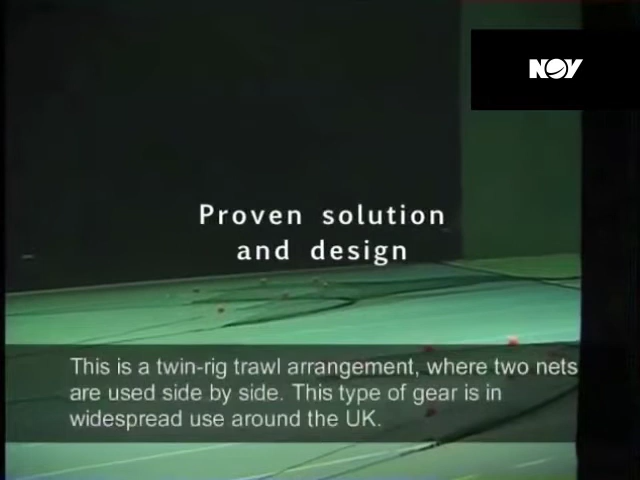 NOY
Proven solution
and design
This is a twin-rig trawl arrangement, where two nets
are used side by side. This type of gear is in
widespread use around the UK.